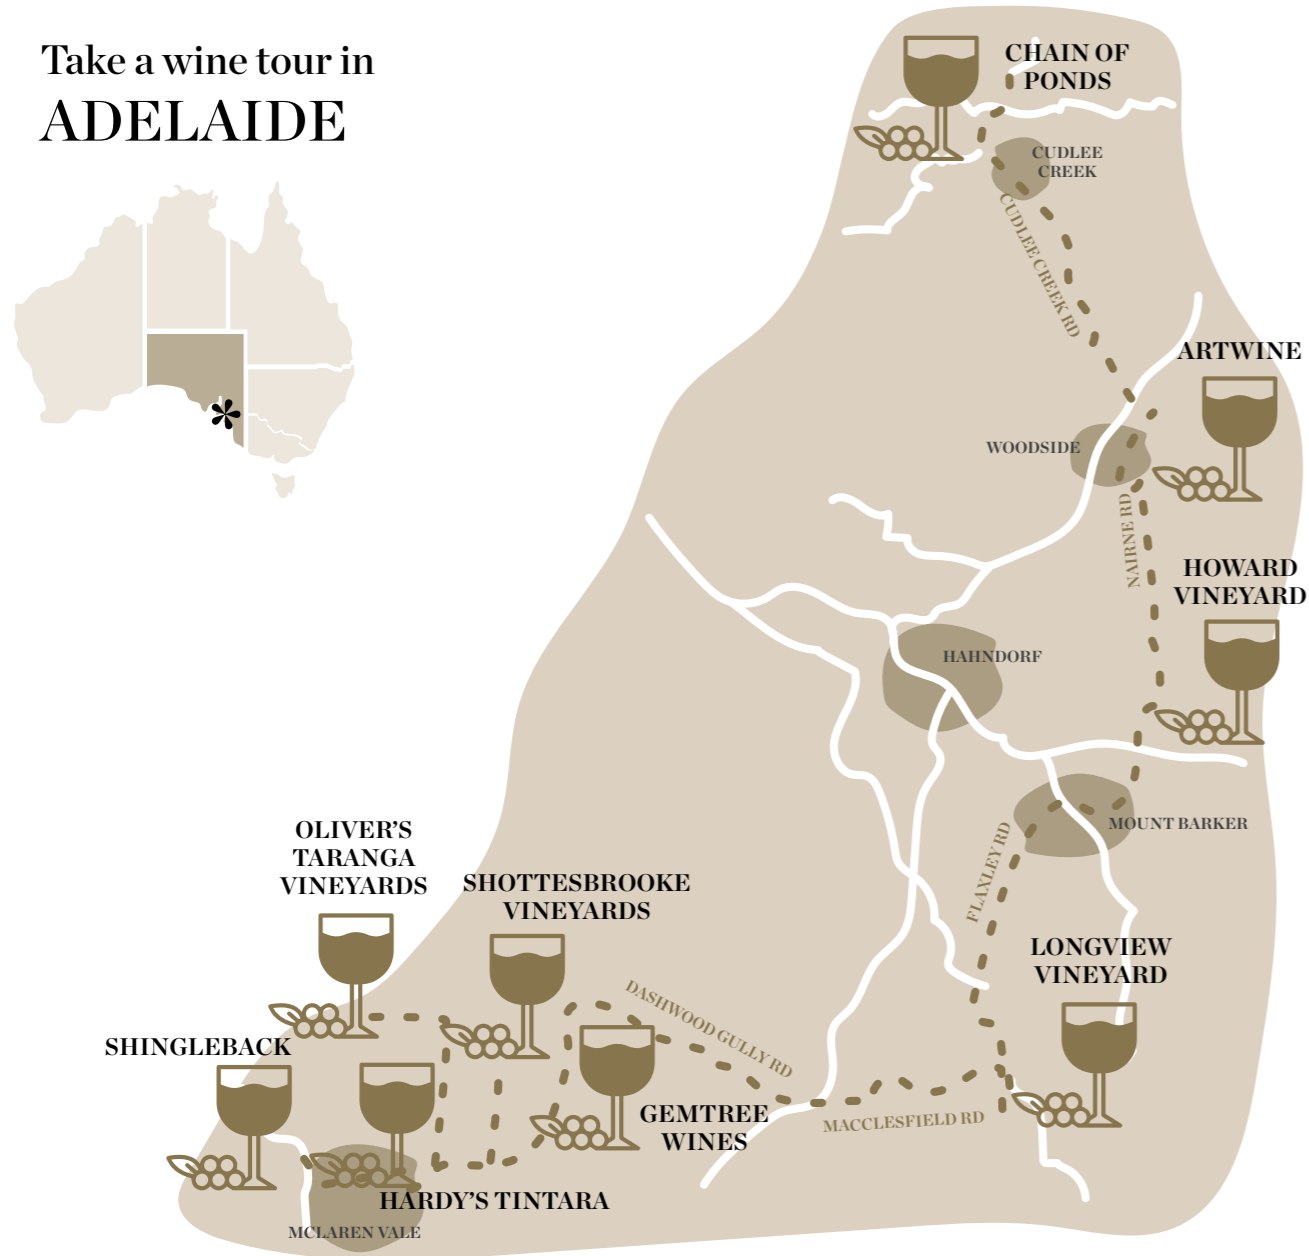 Take a wine tour in
ADELAIDE
CHAIN OF
PONDS
CUDLEE
CREEK
CUDLEE CREEK RD
ARTWINE
WOODSIDE
NAIRNE RD
HOWARD
VINEYARD
HAHNDORF
MOUNT BARKER
FLAXLEY RD
OLIVER’S
TARANGA
VINEYARDS
SHOTTESBROOKE
VINEYARDS
LONGVIEW
VINEYARD
DASHWOOD GULLY RD
SHINGLEBACK
GEMTREE
WINES
MACCLESFIELD RD
HARDY’S TINTARA
MCLAREN VALE